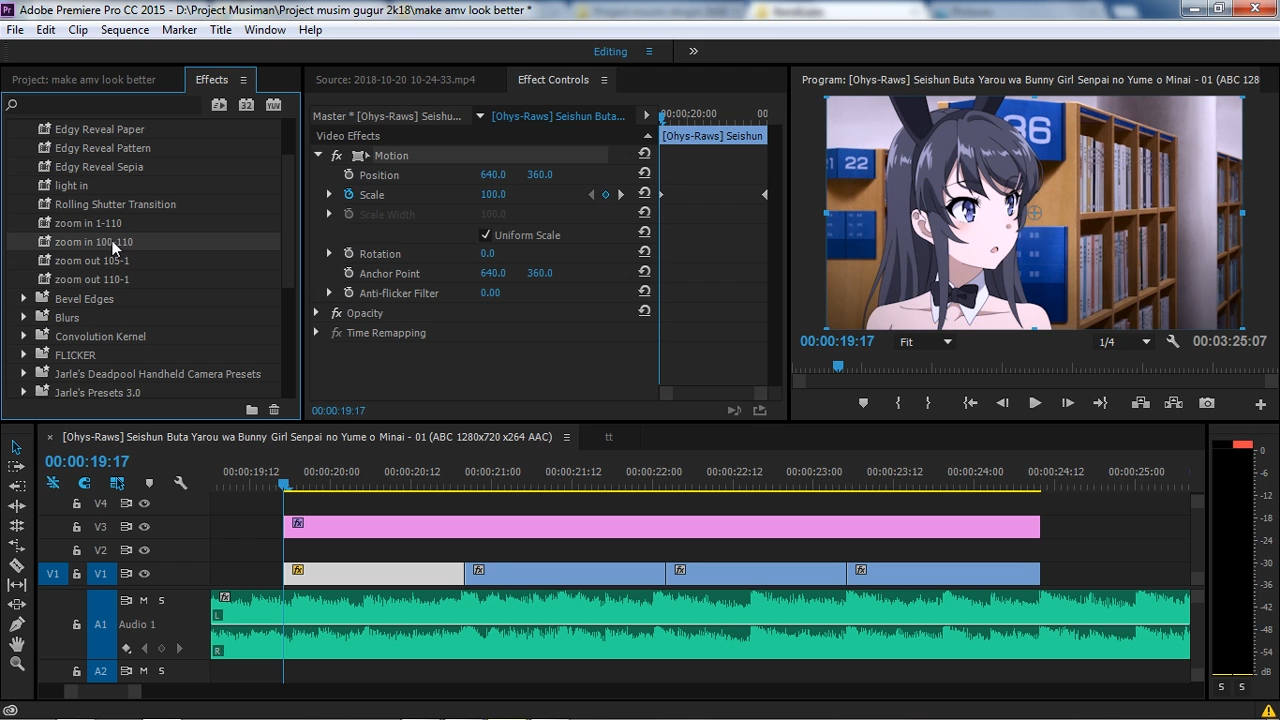 Adobe Premiere Pro CC 2015 - D:\Project Musiman\Project musim gugur 2k18\make amv look better *
File Edit Clip Sequence Marker Title Window Help
Editing
Project: make amv look better
Effects
Source: 2018-10-20 10-24-33.mp4
Effect Controls
Program: [Ohys-Raws] Seishun Buta Yarou wa Bunny Girl Senpai no Yume o Minai - 01 (ABC 128
Edgy Reveal Paper
Edgy Reveal Pattern
Edgy Reveal Sepia
light in
Rolling Shutter Transition
zoom in 1-110
zoom in 100-110
zoom out 105-1
zoom out 110-1
Bevel Edges
Blurs
Convolution Kernel
FLICKER
Jarle's Deadpool Handheld Camera Presets
Jarle's Presets 3.0
Master * [Ohys-Raws] Seishu...
[Ohys-Raws] Seishun Buta...
00:00:20:00 00
Video Effects
[Ohys-Raws] Seishun
fx Motion
Position 640.0 360.0
Scale 100.0
Scale Width 100.0
Uniform Scale
Rotation 0.0
Anchor Point 640.0 360.0
Anti-flicker Filter 0.00
fx Opacity
fx Time Remapping
00:00:19:17
36
22
00:00:19:17 Fit 1/4 00:03:25:07
[Ohys-Raws] Seishun Buta Yarou wa Bunny Girl Senpai no Yume o Minai - 01 (ABC 1280x720 x264 AAC)
tt
00:00:19:17
00:00:19:12 00:00:20:00 00:00:20:12 00:00:21:00 00:00:21:12 00:00:22:00 00:00:22:12 00:00:23:00 00:00:23:12 00:00:24:00 00:00:24:12 00:00:25:00
V4
V3 fx
V2
V1 V1 fx fx fx fx
M S fx
L
A1 Audio 1
R
A2 M S
0
-6
-12
-18
-24
-30
-36
-42
-48
-54
dB
S S